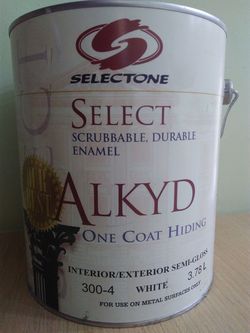 SELECTONE
SELECT
SCRUBBABLE, DURABLE
ENAMEL
ALKYD
ONE COAT HIDING
INTERIOR/EXTERIOR SEMI-GLOSS
300-4 WHITE 3.78 L
FOR USE ON METAL SURFACES ONLY